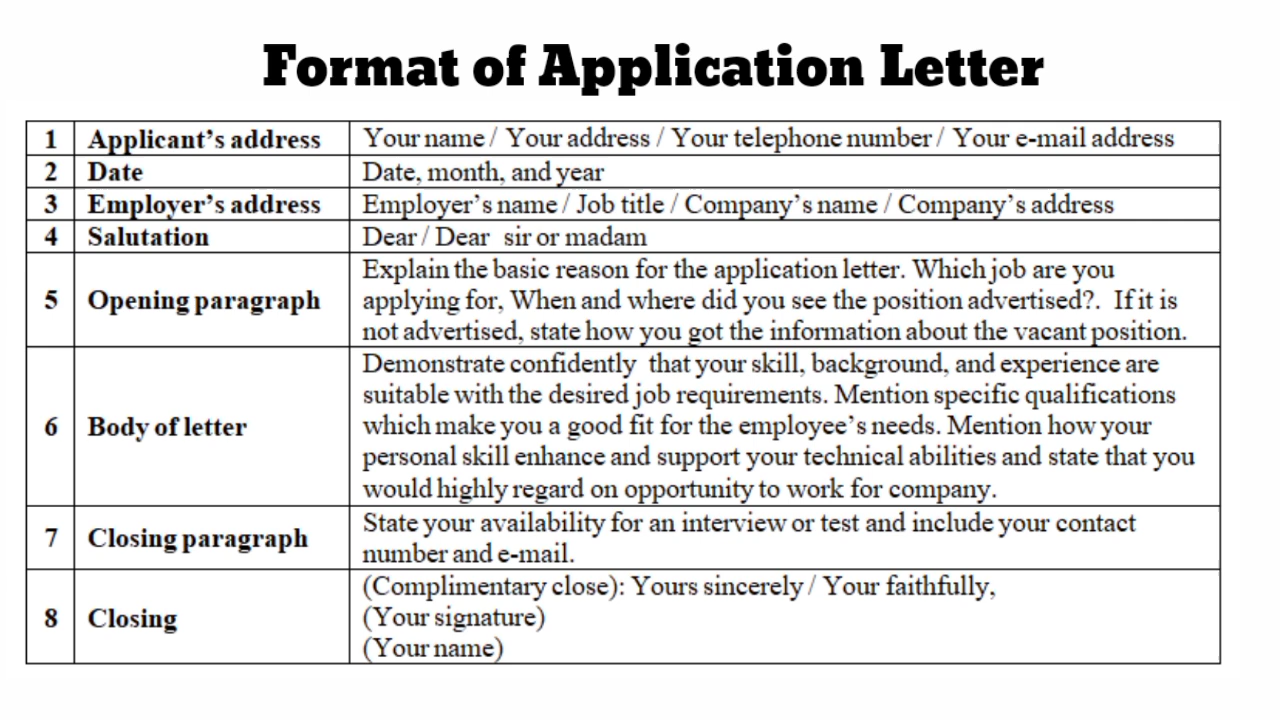 Format of Application Letter
1 Applicant's address Your name / Your address / Your telephone number / Your e-mail address
2 Date Date, month, and year
3 Employer's address Employer's name / Job title / Company's name / Company's address
4 Salutation Dear / Dear sir or madam
5 Opening paragraph Explain the basic reason for the application letter. Which job are you
applying for, When and where did you see the position advertised?. If it is
not advertised, state how you got the information about the vacant position.
6 Body of letter Demonstrate confidently that your skill, background, and experience are
suitable with the desired job requirements. Mention specific qualifications
which make you a good fit for the employee's needs. Mention how your
personal skill enhance and support your technical abilities and state that you
would highly regard on opportunity to work for company.
7 Closing paragraph State your availability for an interview or test and include your contact
number and e-mail.
8 Closing (Complimentary close): Yours sincerely / Your faithfully,
(Your signature)
(Your name)